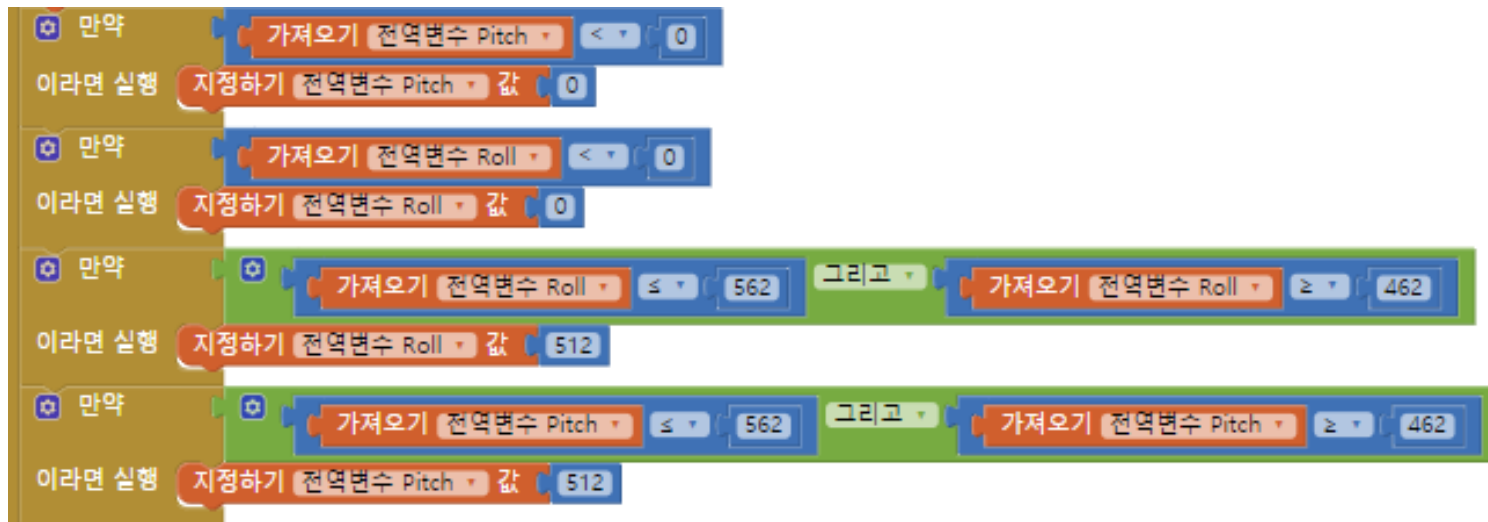 만약 가져오기 전역변수 Pitch < 0
이라면 실행 지정하기 전역변수 Pitch 값 0
만약 가져오기 전역변수 Roll < 0
이라면 실행 지정하기 전역변수 Roll 값 0
만약 가져오기 전역변수 Roll ≤ 562 그리고 가져오기 전역변수 Roll ≥ 462
이라면 실행 지정하기 전역변수 Roll 값 512
만약 가져오기 전역변수 Pitch ≤ 562 그리고 가져오기 전역변수 Pitch ≥ 462
이라면 실행 지정하기 전역변수 Pitch 값 512